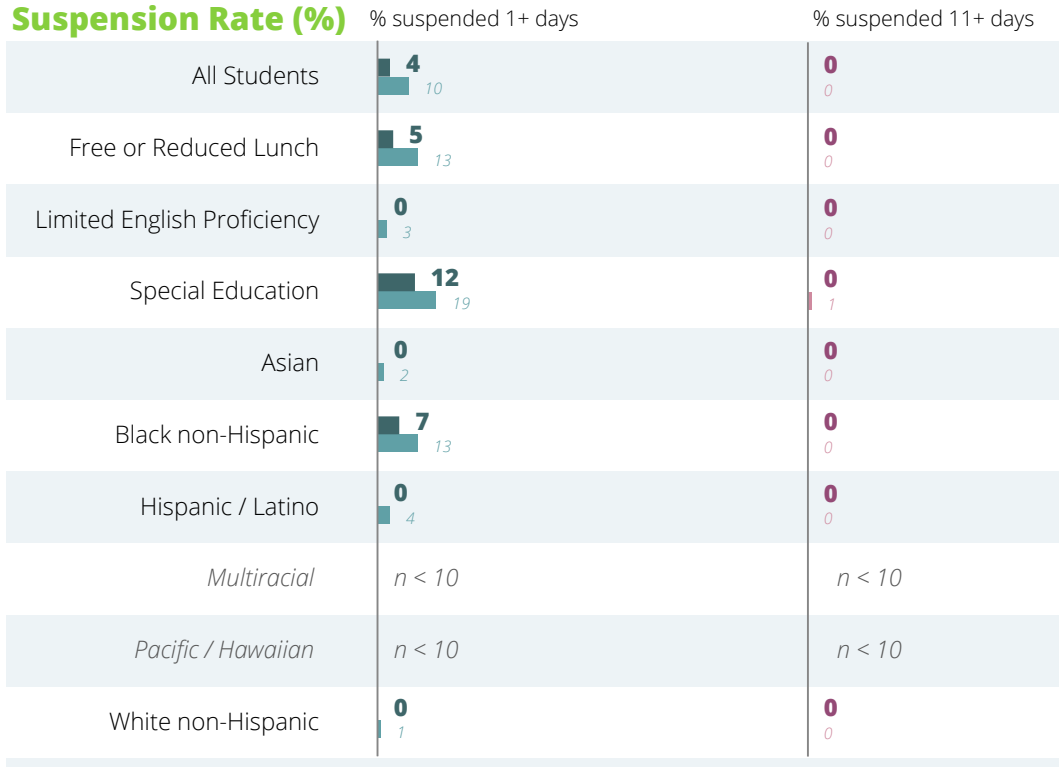 Suspension Rate (%) % suspended 1+ days % suspended 11+ days
All Students 4 0
10 0
Free or Reduced Lunch 5 0
13 0
Limited English Proficiency 0 0
3 0
Special Education 12 0
19 1
Asian 0 0
2 0
Black non-Hispanic 7 0
13 0
Hispanic / Latino 0 0
4 0
Multiracial n < 10 n < 10
Pacific / Hawaiian n < 10 n < 10
White non-Hispanic 0 0
1 0